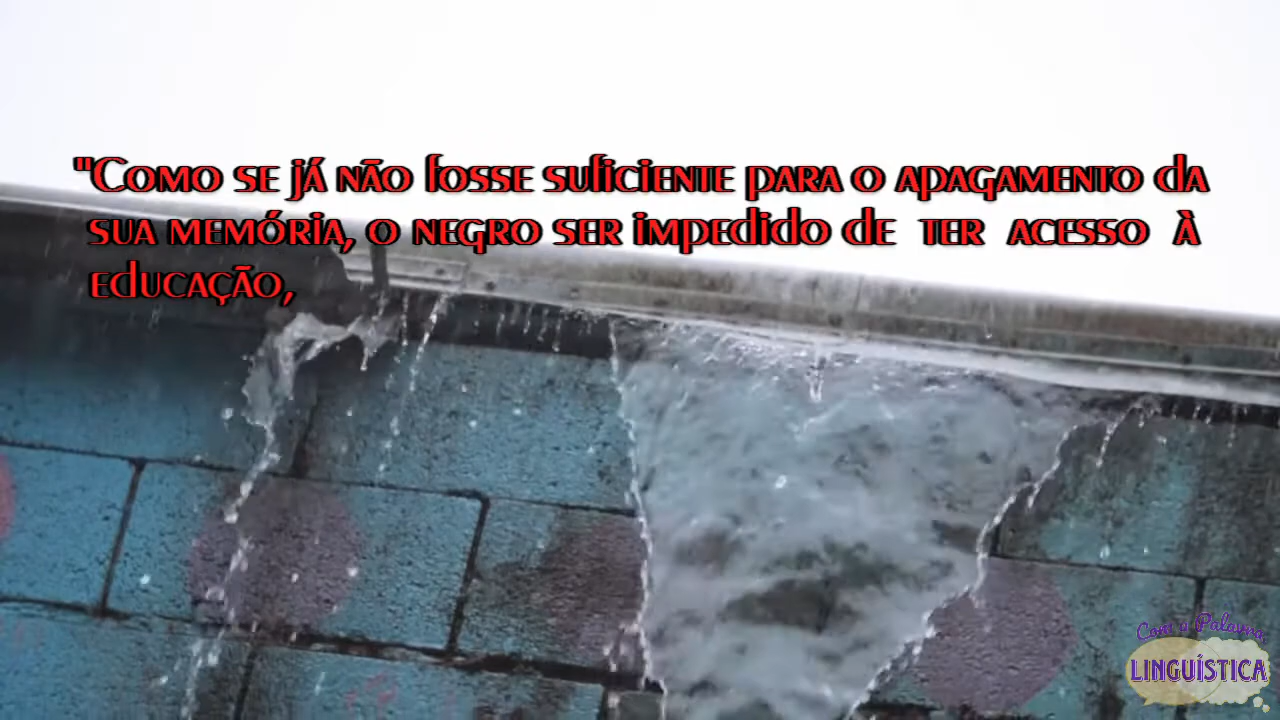 "Como se já não fosse suficiente para o apagamento da
sua memória, o negro ser impedido de ter acesso à
educação,
Com a Palavra,
LINGUÍSTICA